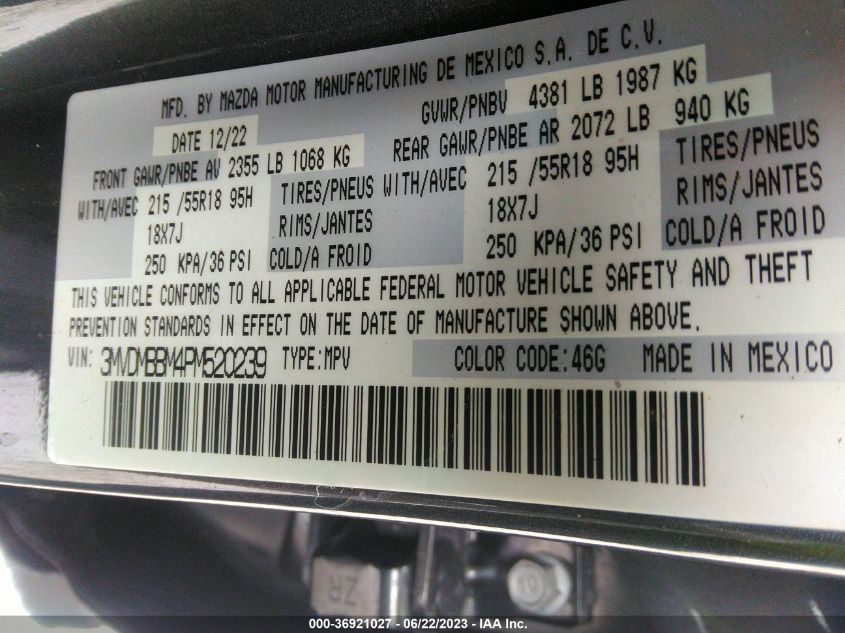 MFD. BY MAZDA MOTOR MANUFACTURING DE MEXICO S.A. DE C.V.
DATE 12/22 GVWR/PNBV 4381 LB 1987 KG
FRONT GAWR/PNBE AV 2355 LB 1068 KG REAR GAWR/PNBE AR 2072 LB 940 KG
WITH/AVEC 215 /55R18 95H TIRES/PNEUS WITH/AVEC 215 /55R18 95H TIRES/PNEUS
18X7J RIMS/JANTES 18X7J RIMS/JANTES
250 KPA/36 PSI COLD/A FROID 250 KPA/36 PSI COLD/A FROID
THIS VEHICLE CONFORMS TO ALL APPLICABLE FEDERAL MOTOR VEHICLE SAFETY AND THEFT
PREVENTION STANDARDS IN EFFECT ON THE DATE OF MANUFACTURE SHOWN ABOVE.
VIN: 3MVDMBBM4PM520239 TYPE:MPV COLOR CODE:46G MADE IN MEXICO
ZR
000-36921027 - 06/22/2023 - IAA Inc.